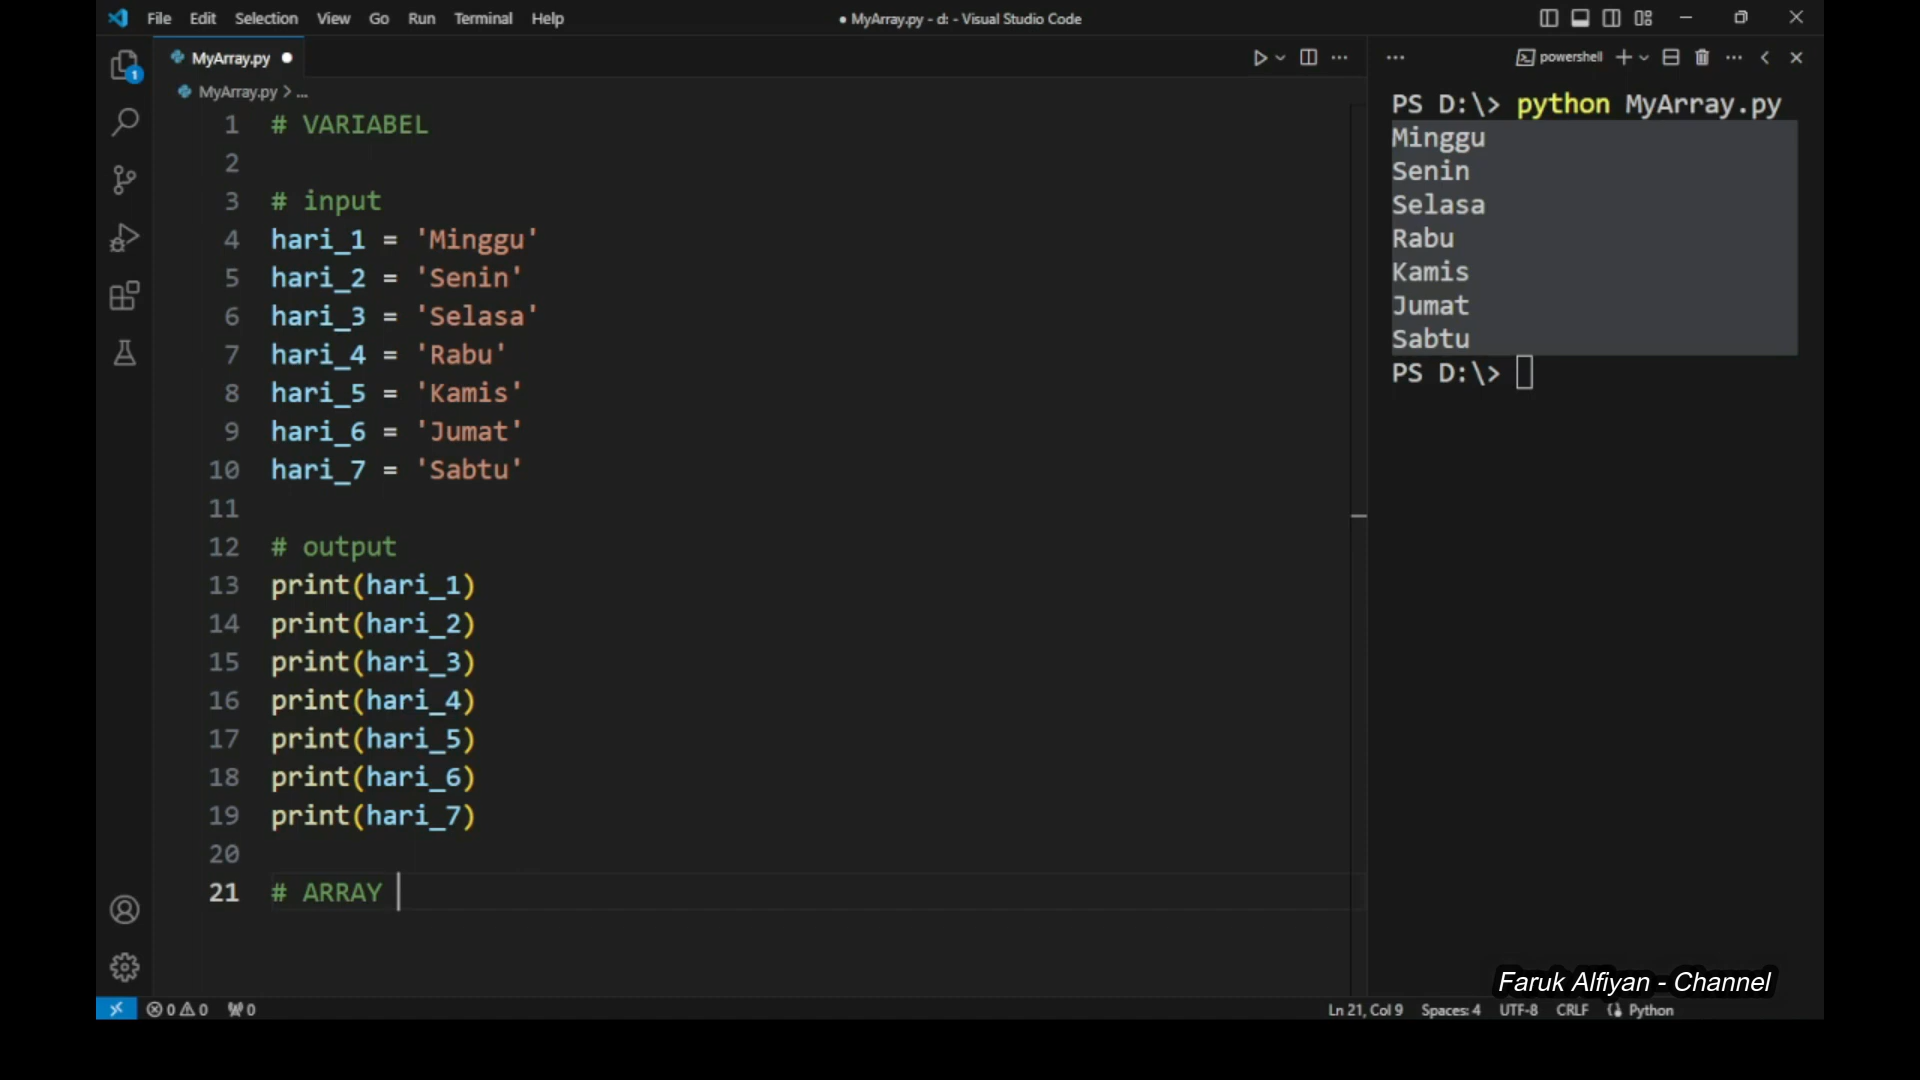 File Edit Selection View Go Run Terminal Help
● MyArray.py - d: - Visual Studio Code
MyArray.py ●
MyArray.py > ...
1 # VARIABEL
2
3 # input
4 hari_1 = 'Minggu'
5 hari_2 = 'Senin'
6 hari_3 = 'Selasa'
7 hari_4 = 'Rabu'
8 hari_5 = 'Kamis'
9 hari_6 = 'Jumat'
10 hari_7 = 'Sabtu'
11
12 # output
13 print(hari_1)
14 print(hari_2)
15 print(hari_3)
16 print(hari_4)
17 print(hari_5)
18 print(hari_6)
19 print(hari_7)
20
21 # ARRAY
powershell
PS D:\> python MyArray.py
Minggu
Senin
Selasa
Rabu
Kamis
Jumat
Sabtu
PS D:\>
1
Faruk Alfiyan - Channel
0 0 0
Ln 21, Col 9 Spaces: 4 UTF-8 CRLF Python